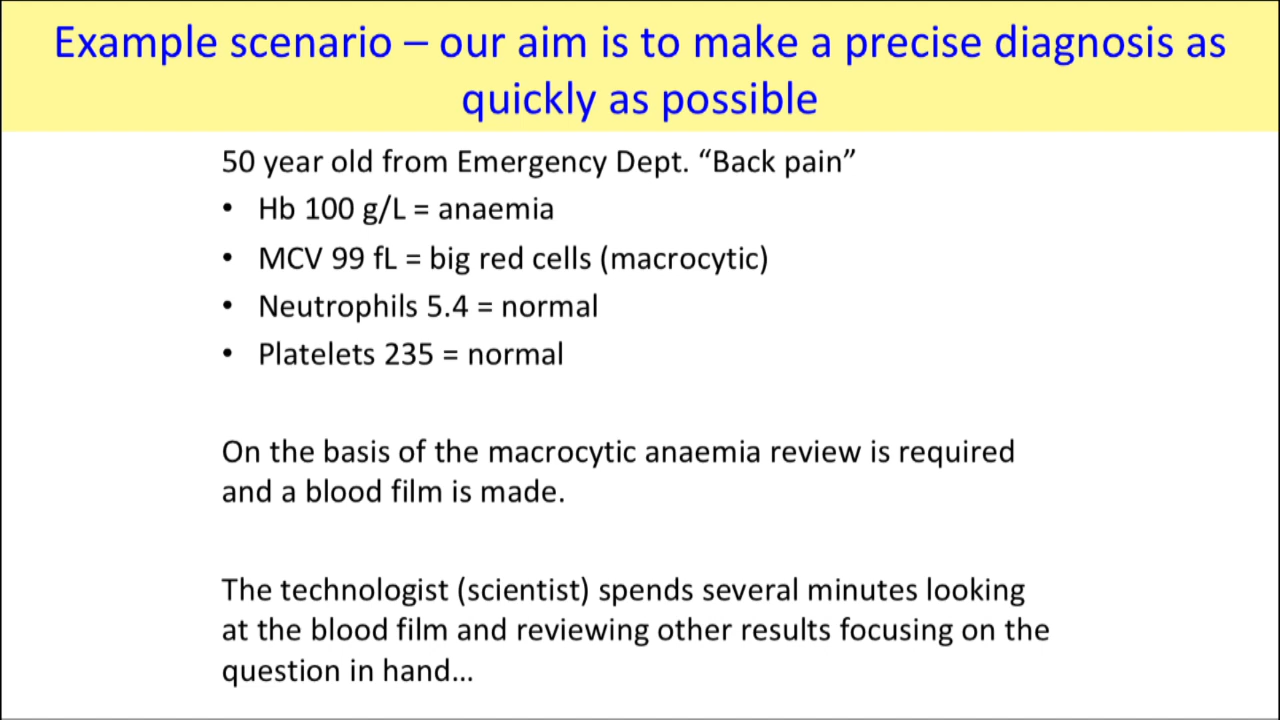 Example scenario – our aim is to make a precise diagnosis as
quickly as possible
50 year old from Emergency Dept. “Back pain”
• Hb 100 g/L = anaemia
• MCV 99 fL = big red cells (macrocytic)
• Neutrophils 5.4 = normal
• Platelets 235 = normal
On the basis of the macrocytic anaemia review is required
and a blood film is made.
The technologist (scientist) spends several minutes looking
at the blood film and reviewing other results focusing on the
question in hand…